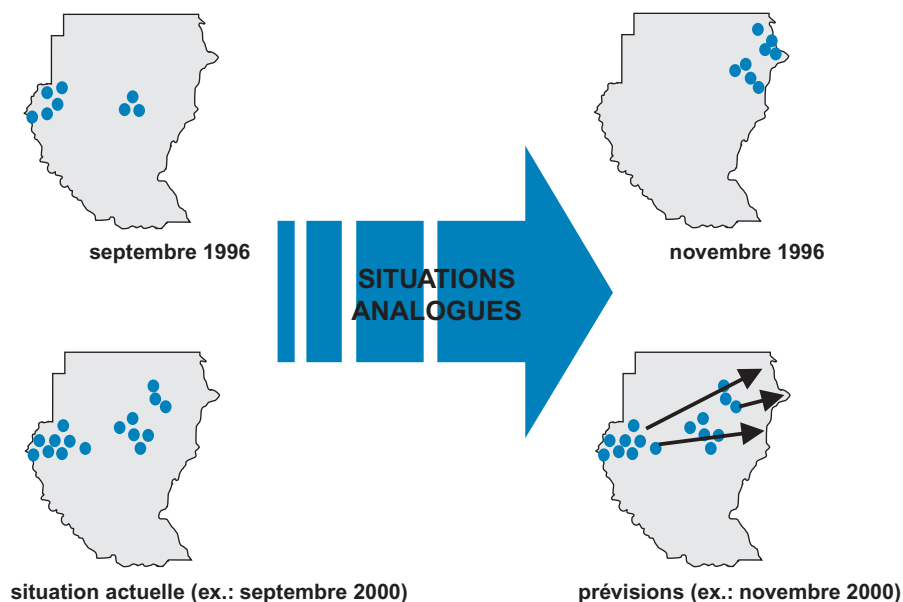 septembre 1996
novembre 1996
SITUATIONS
ANALOGUES
situation actuelle (ex.: septembre 2000)
prévisions (ex.: novembre 2000)